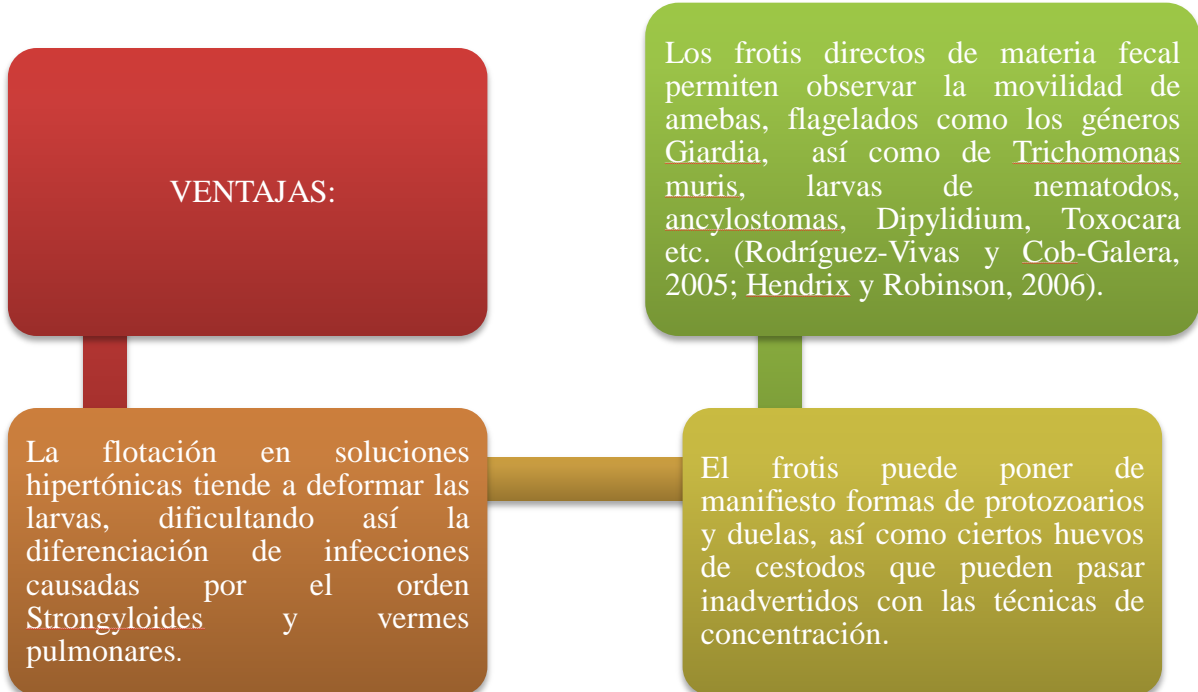 VENTAJAS:
La flotación en soluciones
hipertónicas tiende a deformar las
larvas, dificultando así la
diferenciación de infecciones
causadas por el orden
Strongyloides y vermes
pulmonares.
El frotis puede poner de
manifiesto formas de protozoarios
y duelas, así como ciertos huevos
de cestodos que pueden pasar
inadvertidos con las técnicas de
concentración.
Los frotis directos de materia fecal
permiten observar la movilidad de
amebas, flagelados como los géneros
Giardia, así como de Trichomonas
muris, larvas de nematodos,
ancylostomas, Dipylidium, Toxocara
etc. (Rodríguez-Vivas y Cob-Galera,
2005; Hendrix y Robinson, 2006).